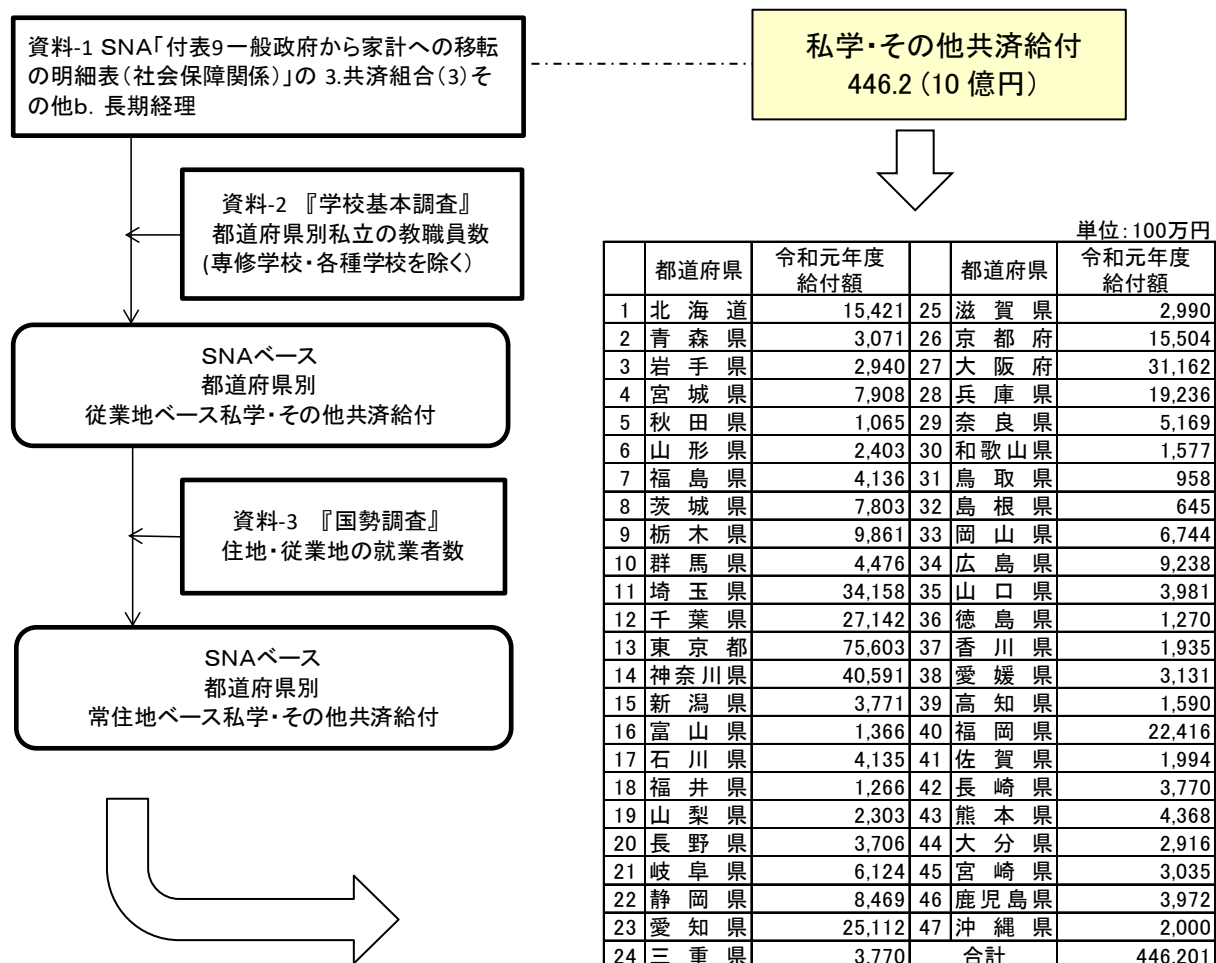 資料-1 SNA「付表9一般政府から家計への移転
の明細表(社会保障関係)」の 3.共済組合(3)そ
の他b. 長期経理
資料-2 『学校基本調査』
都道府県別私立の教職員数
(専修学校・各種学校を除く)
SNAベース
都道府県別
従業地ベース私学・その他共済給付
資料-3 『国勢調査』
住地・従業地の就業者数
SNAベース
都道府県別
常住地ベース私学・その他共済給付
私学・その他共済給付
446.2 (10 億円)
単位:100万円
都道府県 令和元年度 給付額 都道府県 令和元年度 給付額
1 北海道 15,421 25 滋賀県 2,990
2 青森県 3,071 26 京都府 15,504
3 岩手県 2,940 27 大阪府 31,162
4 宮城県 7,908 28 兵庫県 19,236
5 秋田県 1,065 29 奈良県 5,169
6 山形県 2,403 30 和歌山県 1,577
7 福島県 4,136 31 鳥取県 958
8 茨城県 7,803 32 島根県 645
9 栃木県 9,861 33 岡山県 6,744
10 群馬県 4,476 34 広島県 9,238
11 埼玉県 34,158 35 山口県 3,981
12 千葉県 27,142 36 徳島県 1,270
13 東京都 75,603 37 香川県 1,935
14 神奈川県 40,591 38 愛媛県 3,131
15 新潟県 3,771 39 高知県 1,590
16 富山県 1,366 40 福岡県 22,416
17 石川県 4,135 41 佐賀県 1,994
18 福井県 1,266 42 長崎県 3,770
19 山梨県 2,303 43 熊本県 4,368
20 長野県 3,706 44 大分県 2,916
21 岐阜県 6,124 45 宮崎県 3,035
22 静岡県 8,469 46 鹿児島県 3,972
23 愛知県 25,112 47 沖縄県 2,000
24 三重県 3,770 合計 446,201